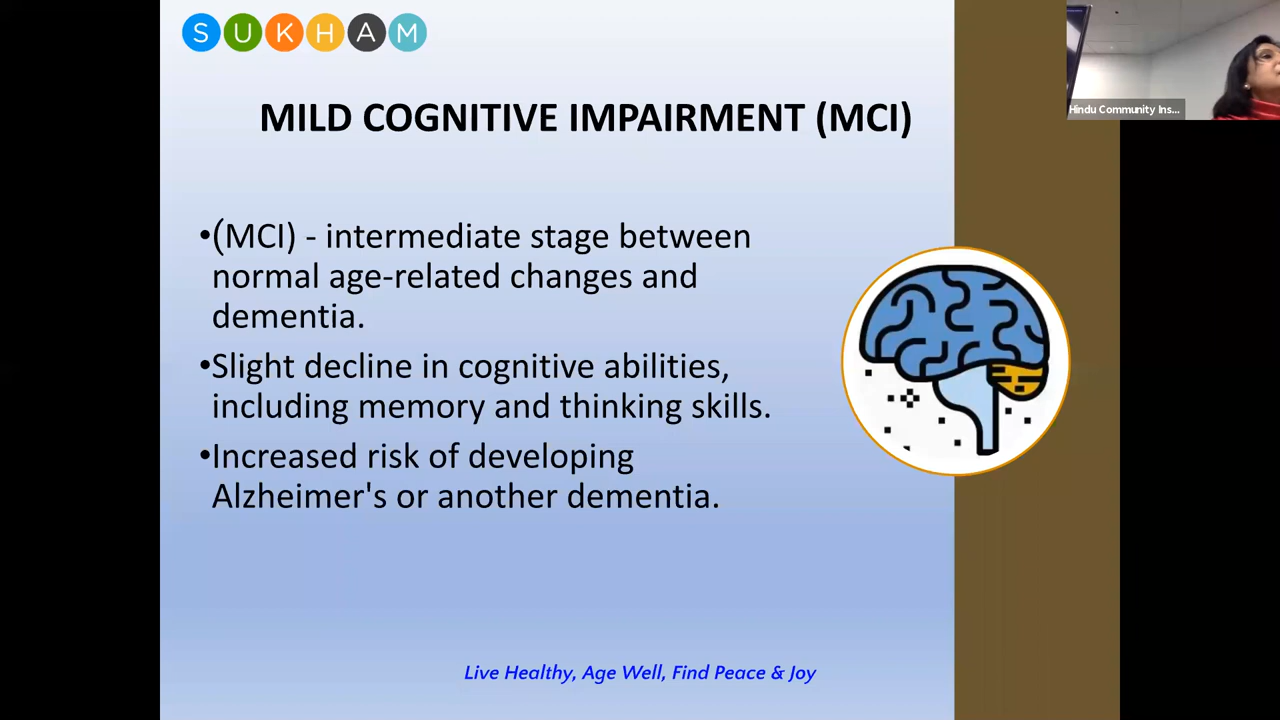 SUKHAM
Hindu Community Ins...
MILD COGNITIVE IMPAIRMENT (MCI)
•(MCI) - intermediate stage between
normal age-related changes and
dementia.
•Slight decline in cognitive abilities,
including memory and thinking skills.
•Increased risk of developing
Alzheimer's or another dementia.
Live Healthy, Age Well, Find Peace & Joy